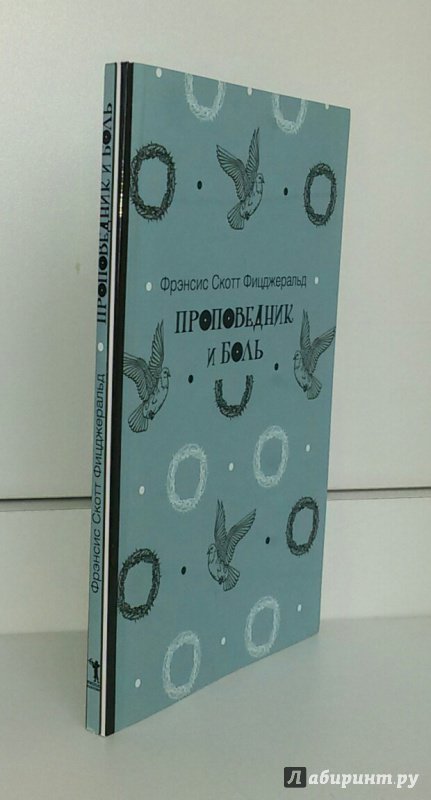 ПРОПОВЕДНИК И БОЛЬ
Фрэнсис Скотт Фицджеральд
Фрэнсис Скотт Фицджеральд
ПРОПОВЕДНИК
И БОЛЬ
Лабиринт.ру